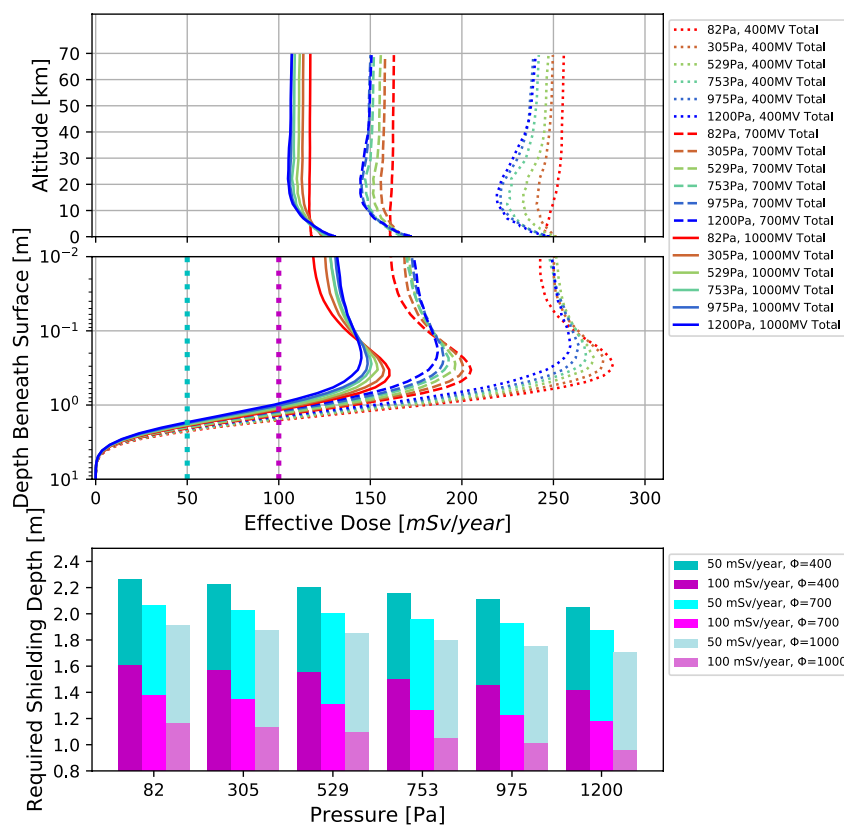 70
60
50
40
30
20
10
0
Altitude [km]
82Pa, 400MV Total
305Pa, 400MV Total
529Pa, 400MV Total
753Pa, 400MV Total
975Pa, 400MV Total
1200Pa, 400MV Total
82Pa, 700MV Total
305Pa, 700MV Total
529Pa, 700MV Total
753Pa, 700MV Total
975Pa, 700MV Total
1200Pa, 700MV Total
82Pa, 1000MV Total
305Pa, 1000MV Total
529Pa, 1000MV Total
753Pa, 1000MV Total
975Pa, 1000MV Total
1200Pa, 1000MV Total
10⁻²
10⁻¹
10⁰
10¹
Depth Beneath Surface [m]
0 50 100 150 200 250 300
Effective Dose [mSv/year]
2.4
2.2
2.0
1.8
1.6
1.4
1.2
1.0
0.8
Required Shielding Depth [m]
82 305 529 753 975 1200
Pressure [Pa]
50 mSv/year, Φ=400
100 mSv/year, Φ=400
50 mSv/year, Φ=700
100 mSv/year, Φ=700
50 mSv/year, Φ=1000
100 mSv/year, Φ=1000